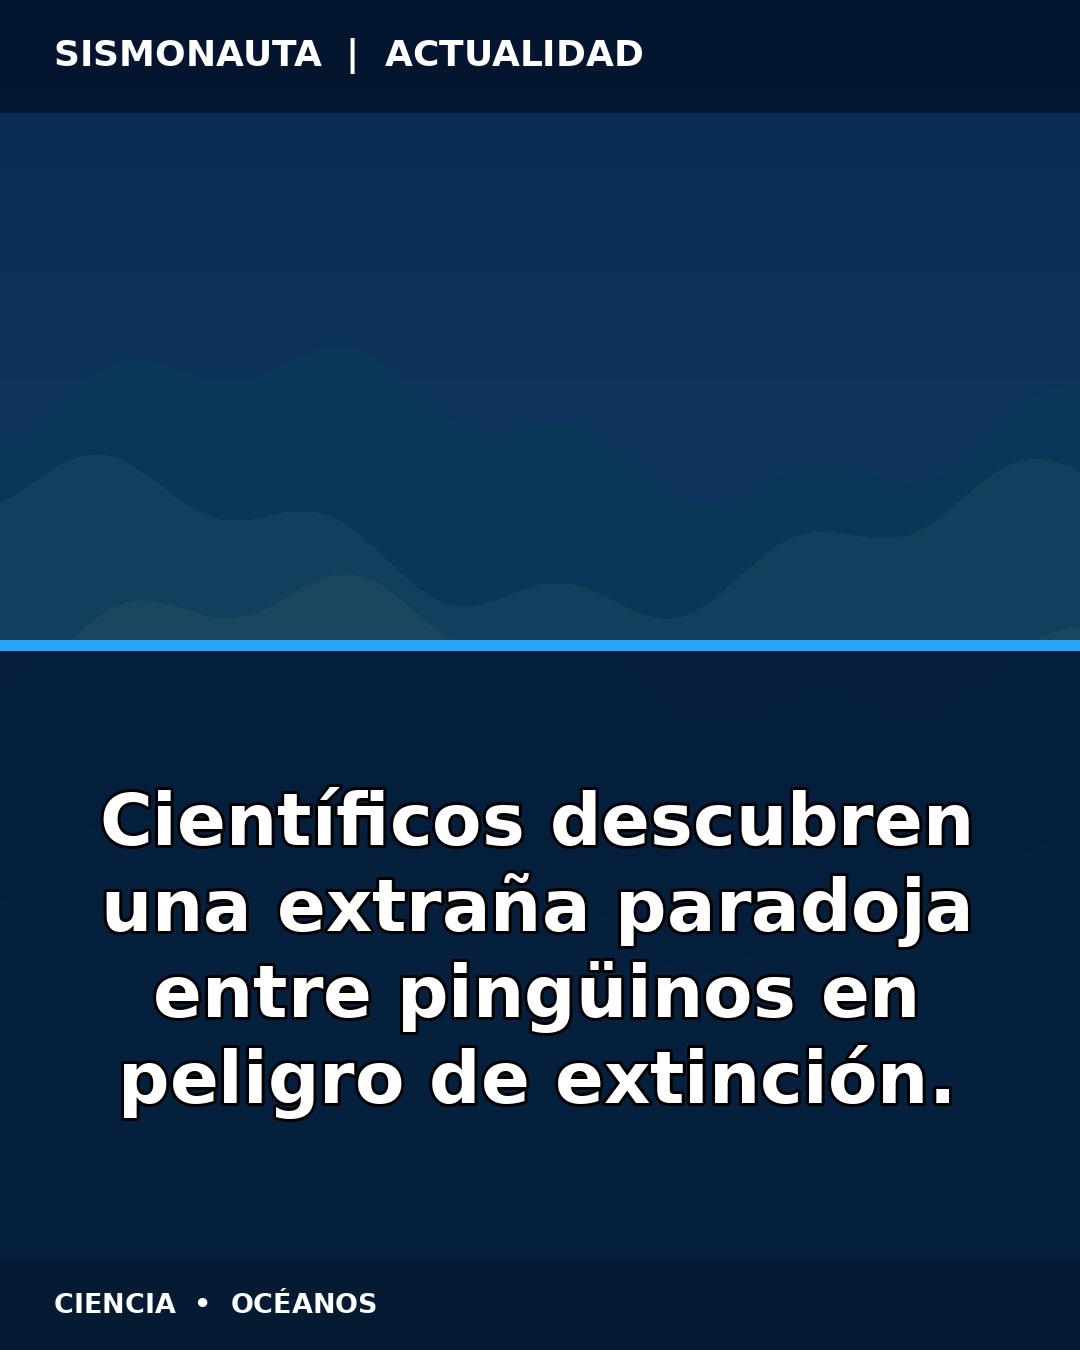 SISMONAUTA | ACTUALIDAD
Científicos descubren
una extraña paradoja
entre pingüinos en
peligro de extinción.
CIENCIA • OCÉANOS